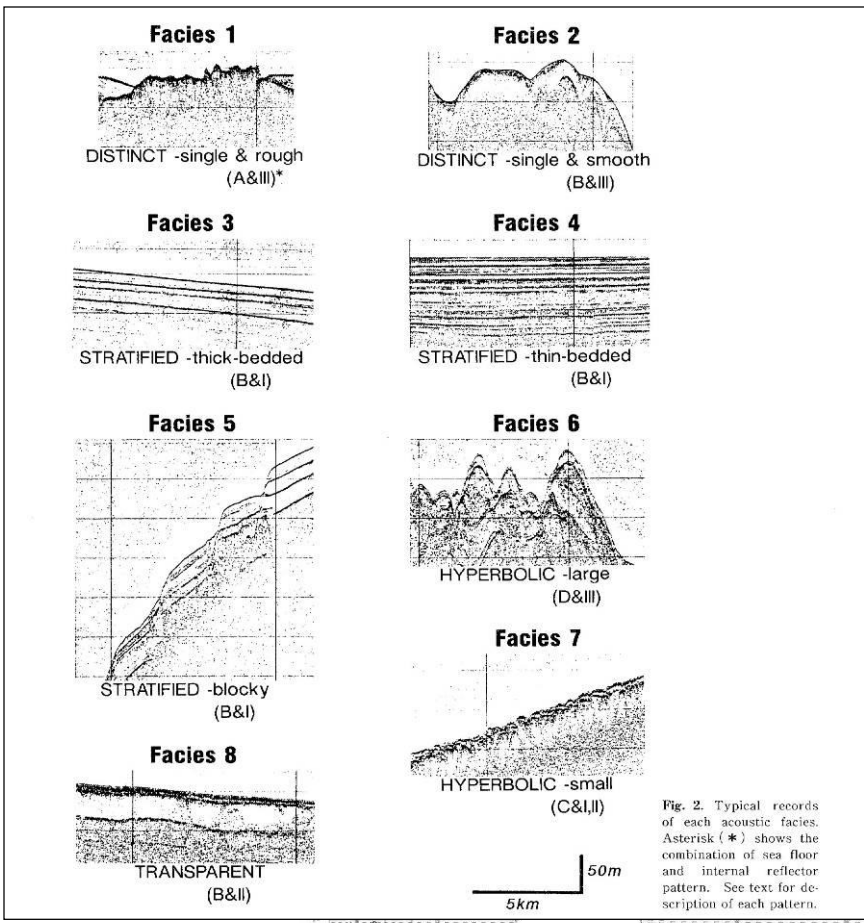 Facies 1
DISTINCT -single & rough
(A&III)*
Facies 2
DISTINCT -single & smooth
(B&III)
Facies 3
STRATIFIED -thick-bedded
(B&I)
Facies 4
STRATIFIED -thin-bedded
(B&I)
Facies 5
STRATIFIED -blocky
(B&I)
Facies 6
HYPERBOLIC -large
(D&III)
Facies 7
HYPERBOLIC -small
(C&I,II)
Facies 8
TRANSPARENT
(B&II)
50m
5km
Fig. 2. Typical records
of each acoustic facies.
Asterisk (*) shows the
combination of sea floor
and internal reflector
pattern. See text for de-
scription of each pattern.